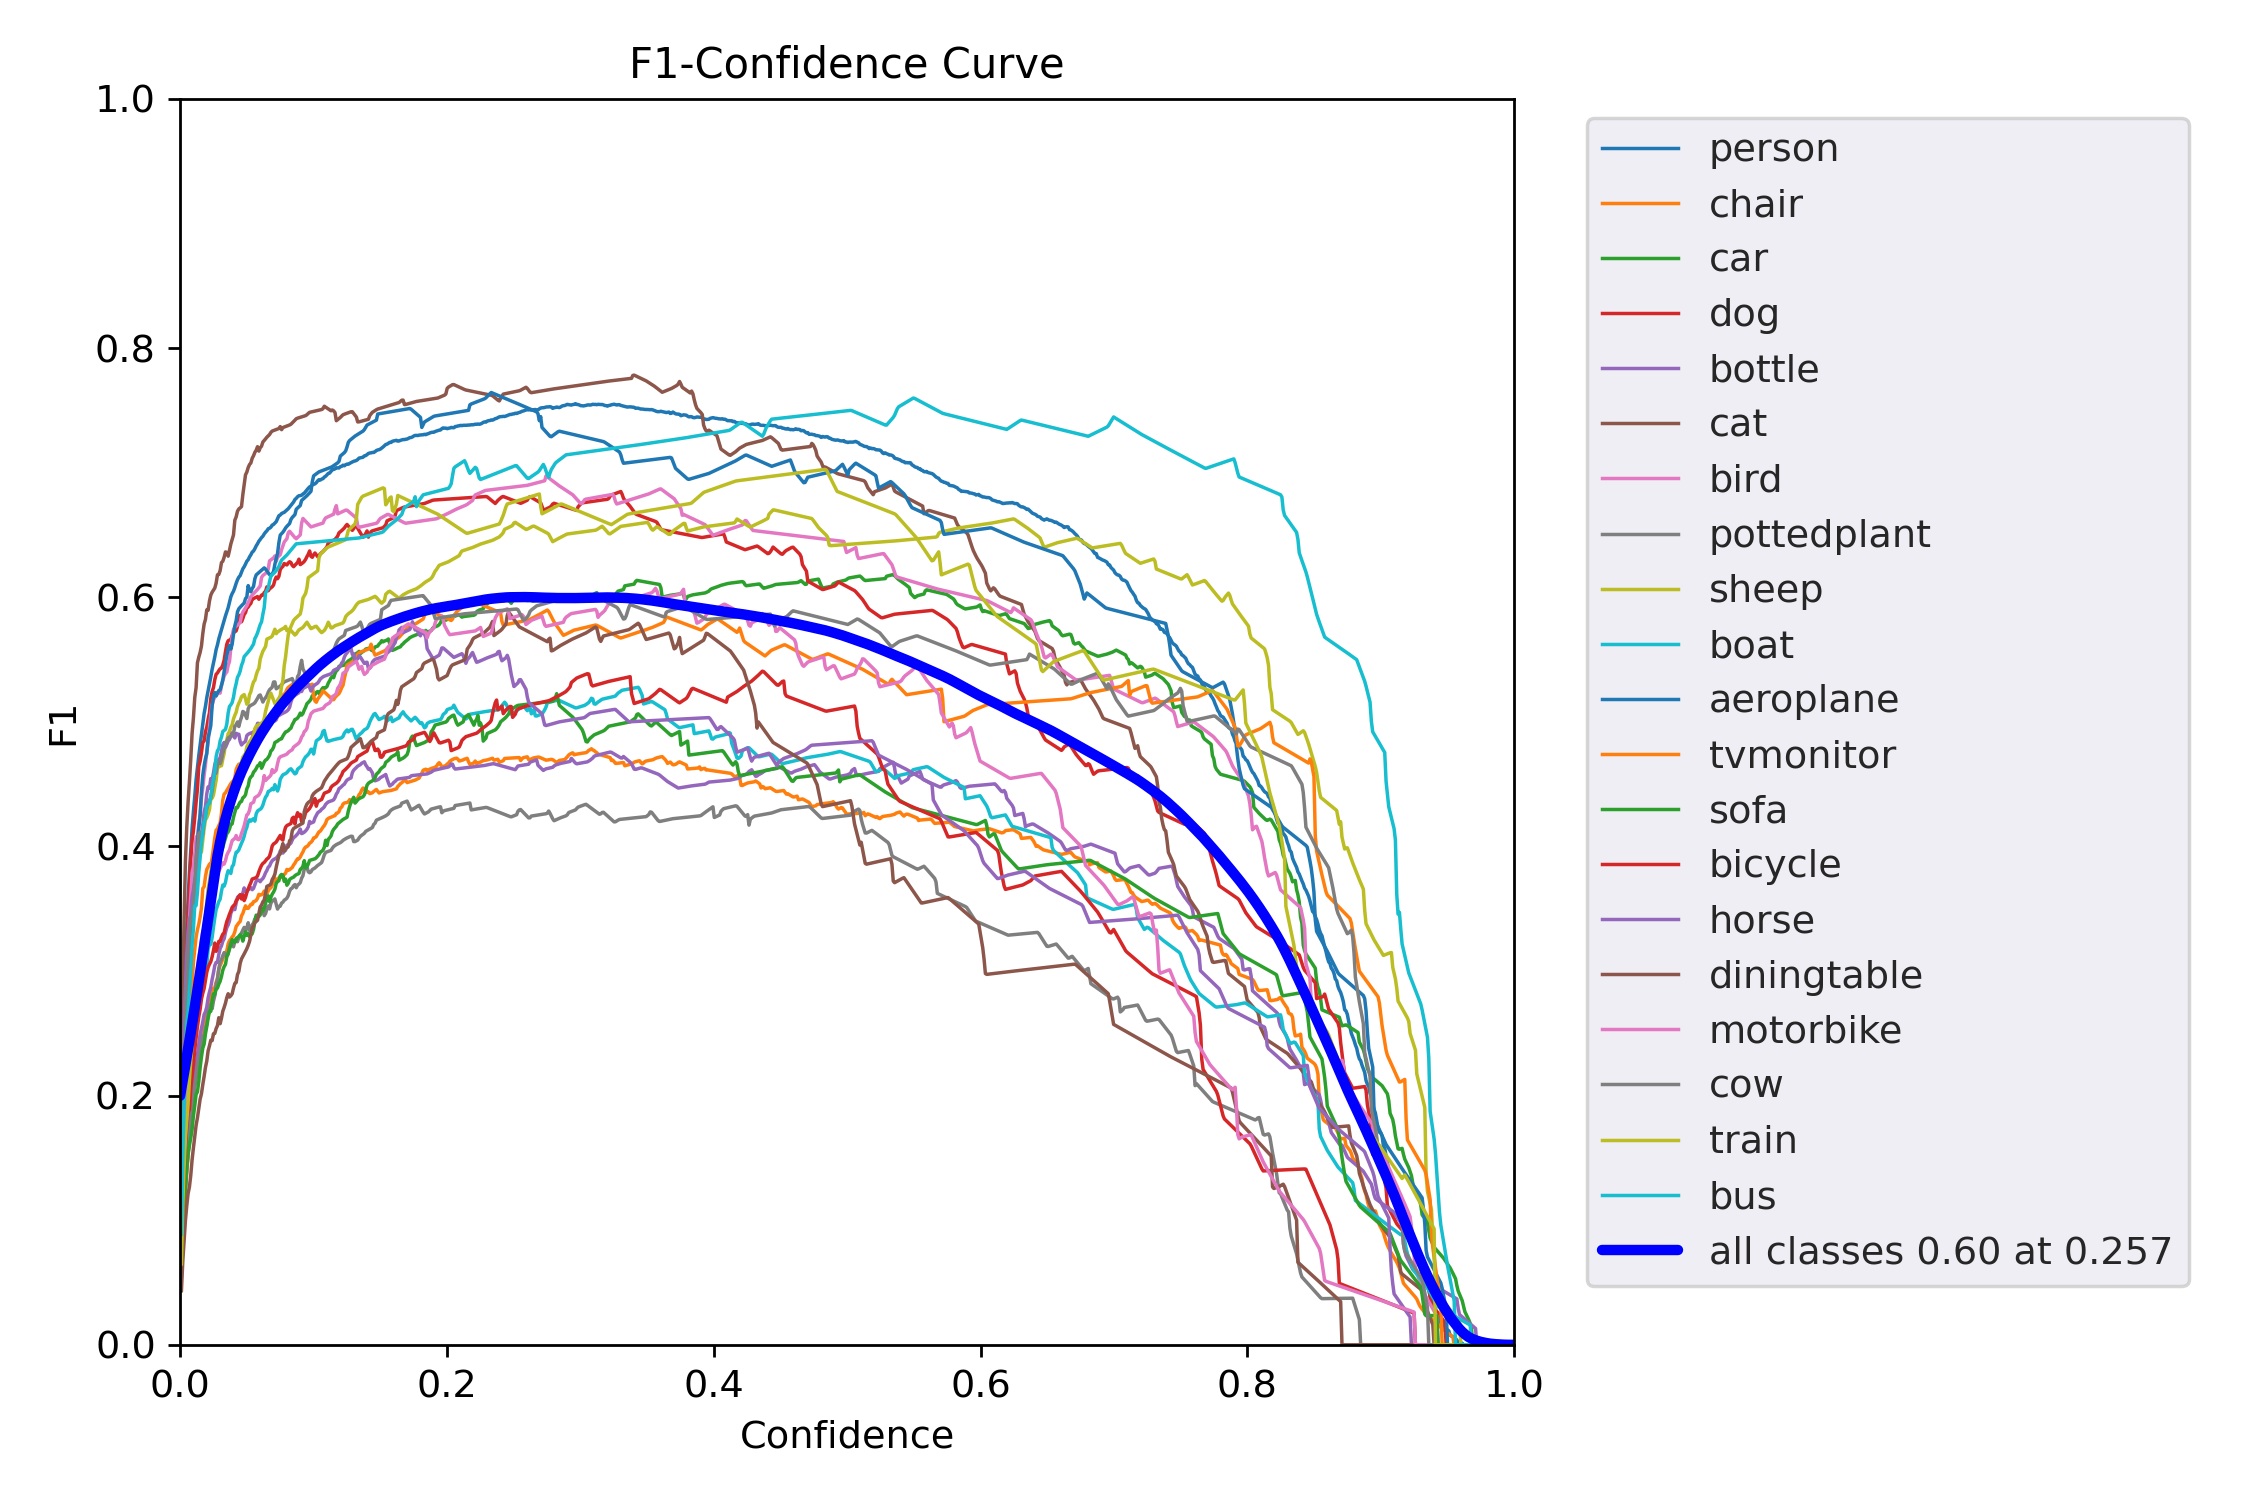 F1-Confidence Curve
1.0
0.8
0.6
0.4
0.2
0.0
F1
0.0 0.2 0.4 0.6 0.8 1.0
Confidence
person
chair
car
dog
bottle
cat
bird
pottedplant
sheep
boat
aeroplane
tvmonitor
sofa
bicycle
horse
diningtable
motorbike
cow
train
bus
all classes 0.60 at 0.257